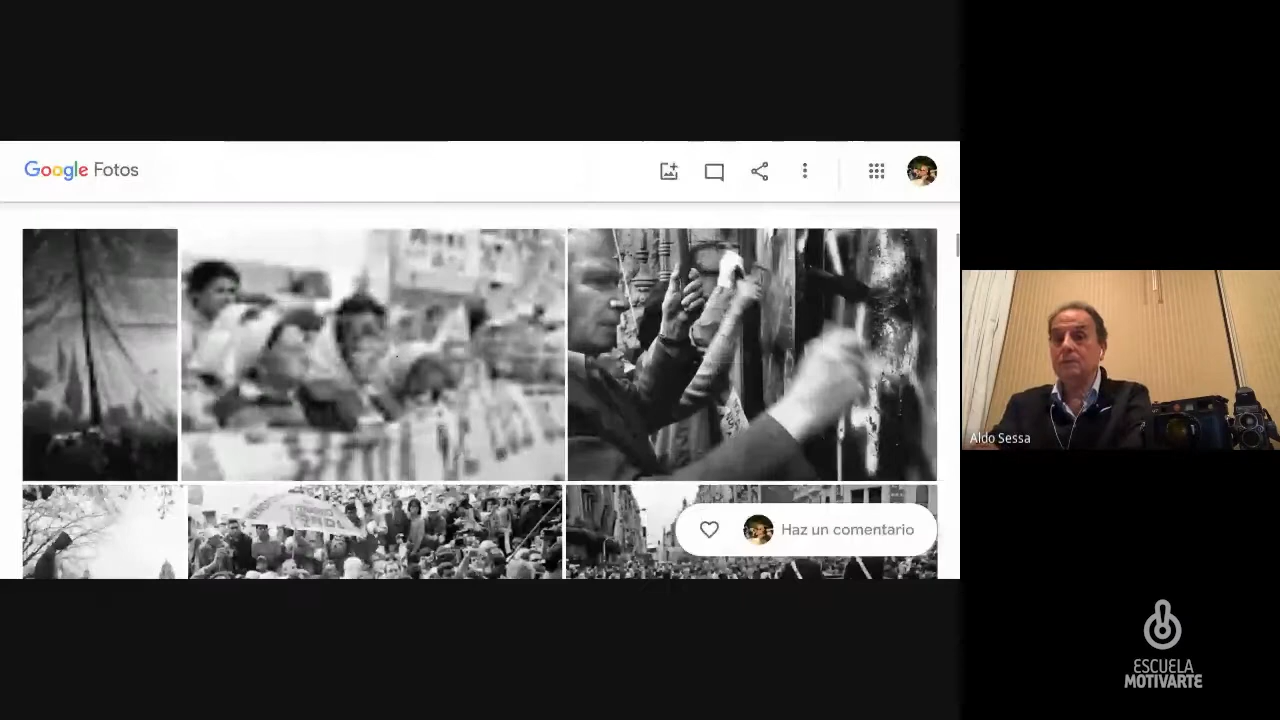 Google Fotos
Haz un comentario
Aldo Sessa
ESCUELA
MOTIVARTE